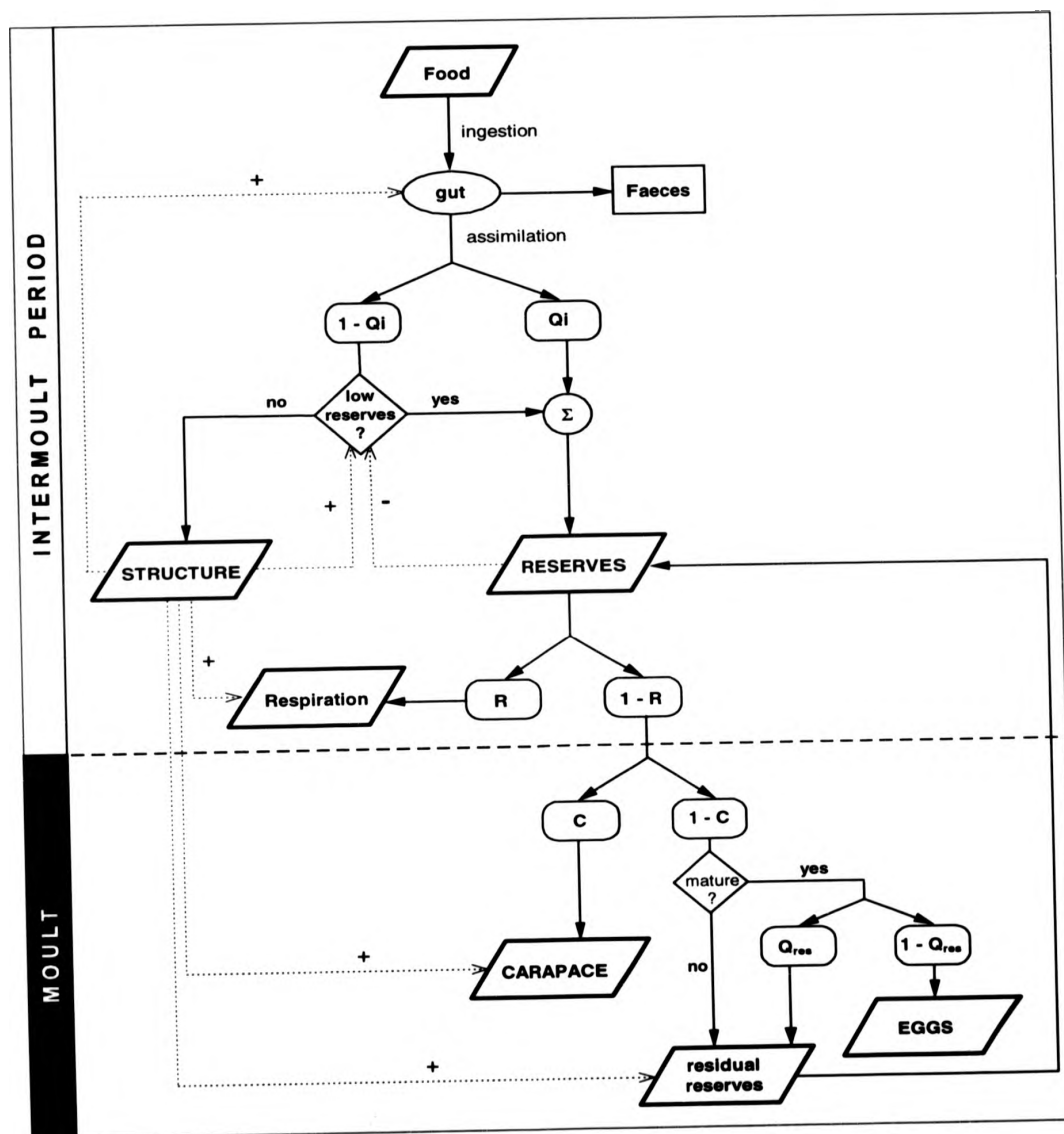 Food
ingestion
+
gut
Faeces
assimilation
1 - Qi
Qi
no
low
reserves
?
yes
Σ
+
-
STRUCTURE
RESERVES
+
Respiration
R
1 - R
INTERMOULT PERIOD
C
1 - C
mature
?
yes
Qres
1 - Qres
no
+
CARAPACE
EGGS
+
residual
reserves
MOULT